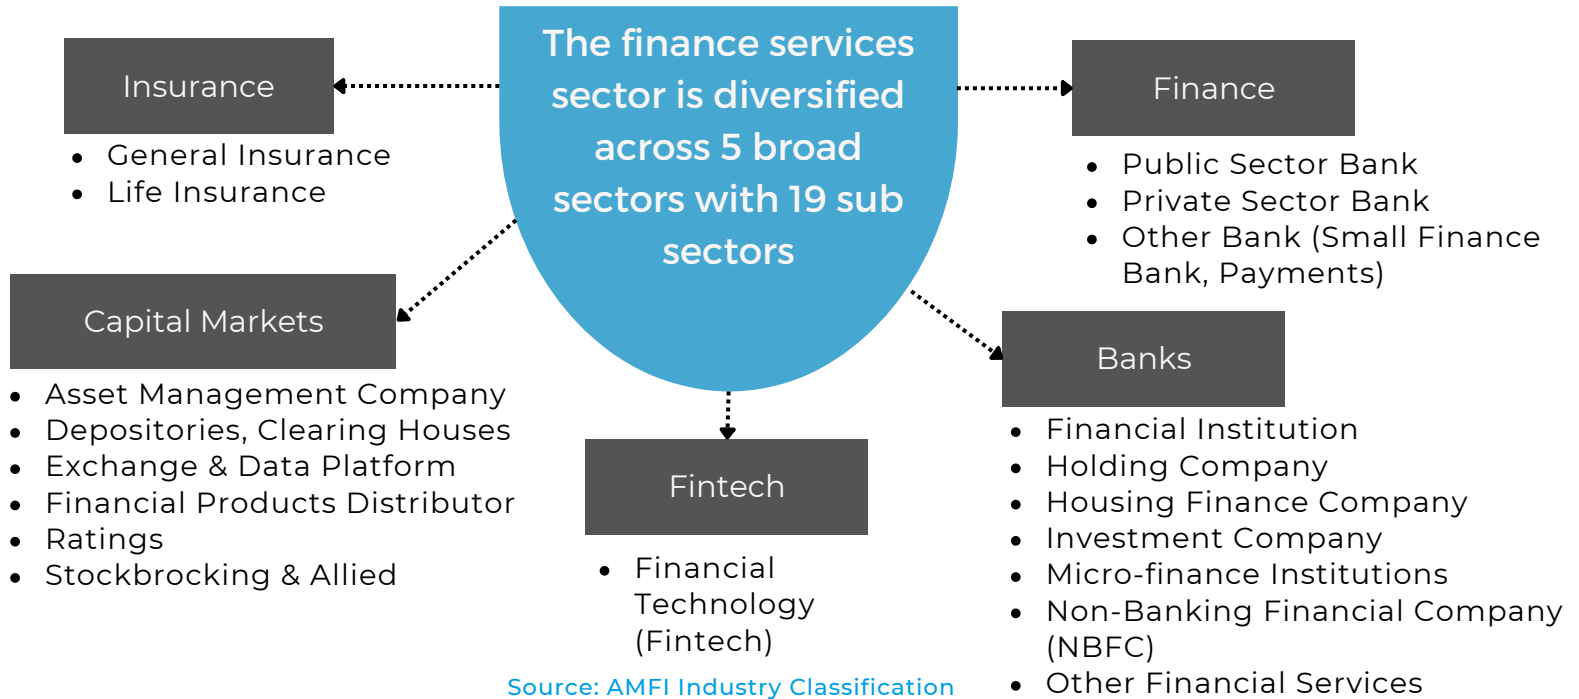 The finance services
sector is diversified
across 5 broad
sectors with 19 sub
sectors
Insurance
• General Insurance
• Life Insurance
Capital Markets
• Asset Management Company
• Depositories, Clearing Houses
• Exchange & Data Platform
• Financial Products Distributor
• Ratings
• Stockbrocking & Allied
Fintech
• Financial
Technology
(Fintech)
Finance
• Public Sector Bank
• Private Sector Bank
• Other Bank (Small Finance
Bank, Payments)
Banks
• Financial Institution
• Holding Company
• Housing Finance Company
• Investment Company
• Micro-finance Institutions
• Non-Banking Financial Company
(NBFC)
• Other Financial Services
Source: AMFI Industry Classification